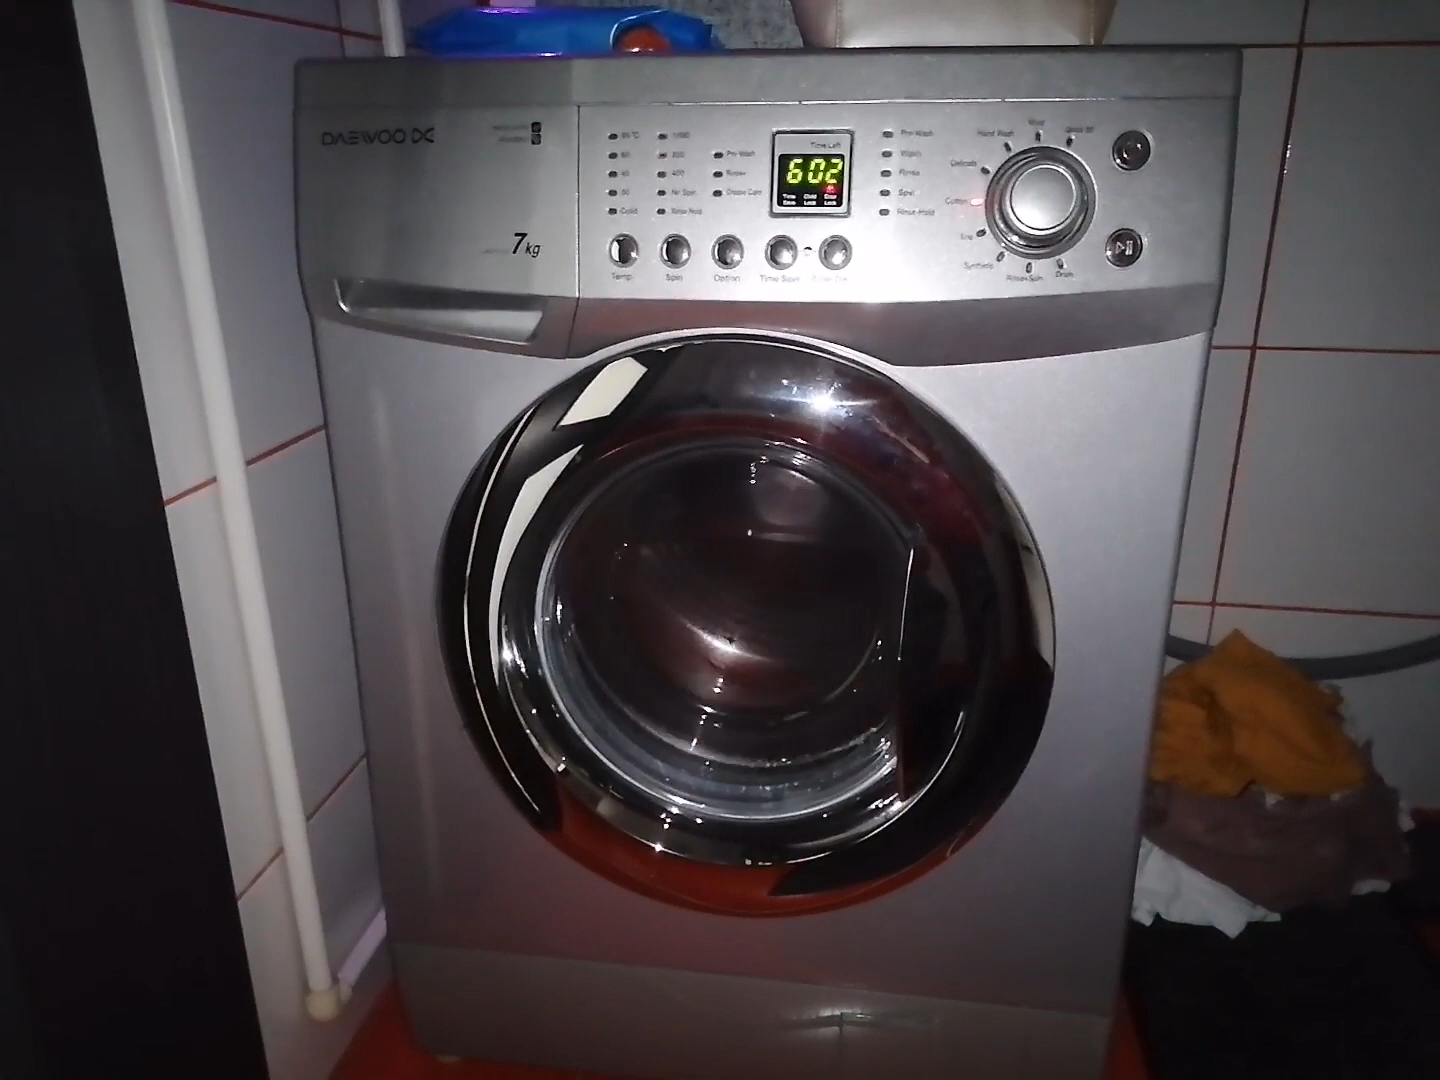 DAEWOO
7kg
95 °C
60
40
30
Cold
400
No Spin
Rinse Hold
Pre-Wash
Rinse+
Time Left
602
Time Save
Child Lock
Door Lock
Pre-Wash
Wash
Rinse
Spin
Rinse-Hold
Temp.
Spin
Option
Time Save
Hand Wash
Wool
Quick
Delicate
Cotton
Eco
Synthetic
Rinse+Spin
Drain